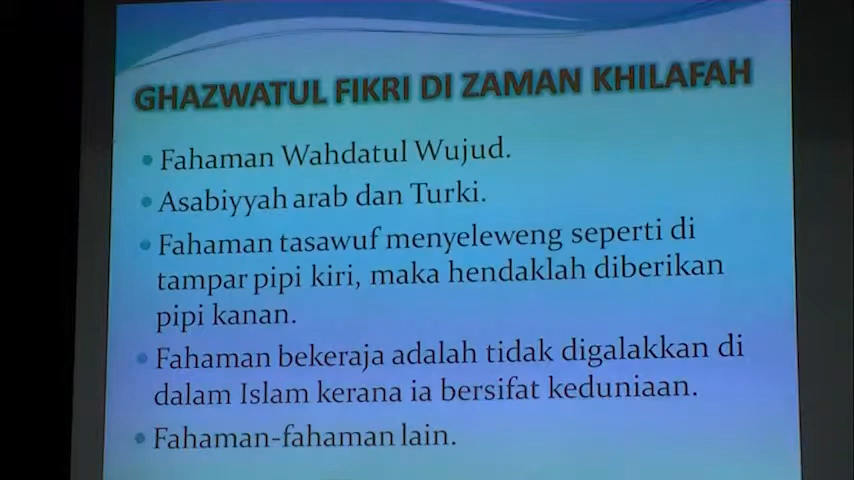 GHAZWATUL FIKRI DI ZAMAN KHILAFAH
• Fahaman Wahdatul Wujud.
• Asabiyyah arab dan Turki.
• Fahaman tasawuf menyeleweng seperti di
tampar pipi kiri, maka hendaklah diberikan
pipi kanan.
• Fahaman bekeraja adalah tidak digalakkan di
dalam Islam kerana ia bersifat keduniaan.
• Fahaman-fahaman lain.